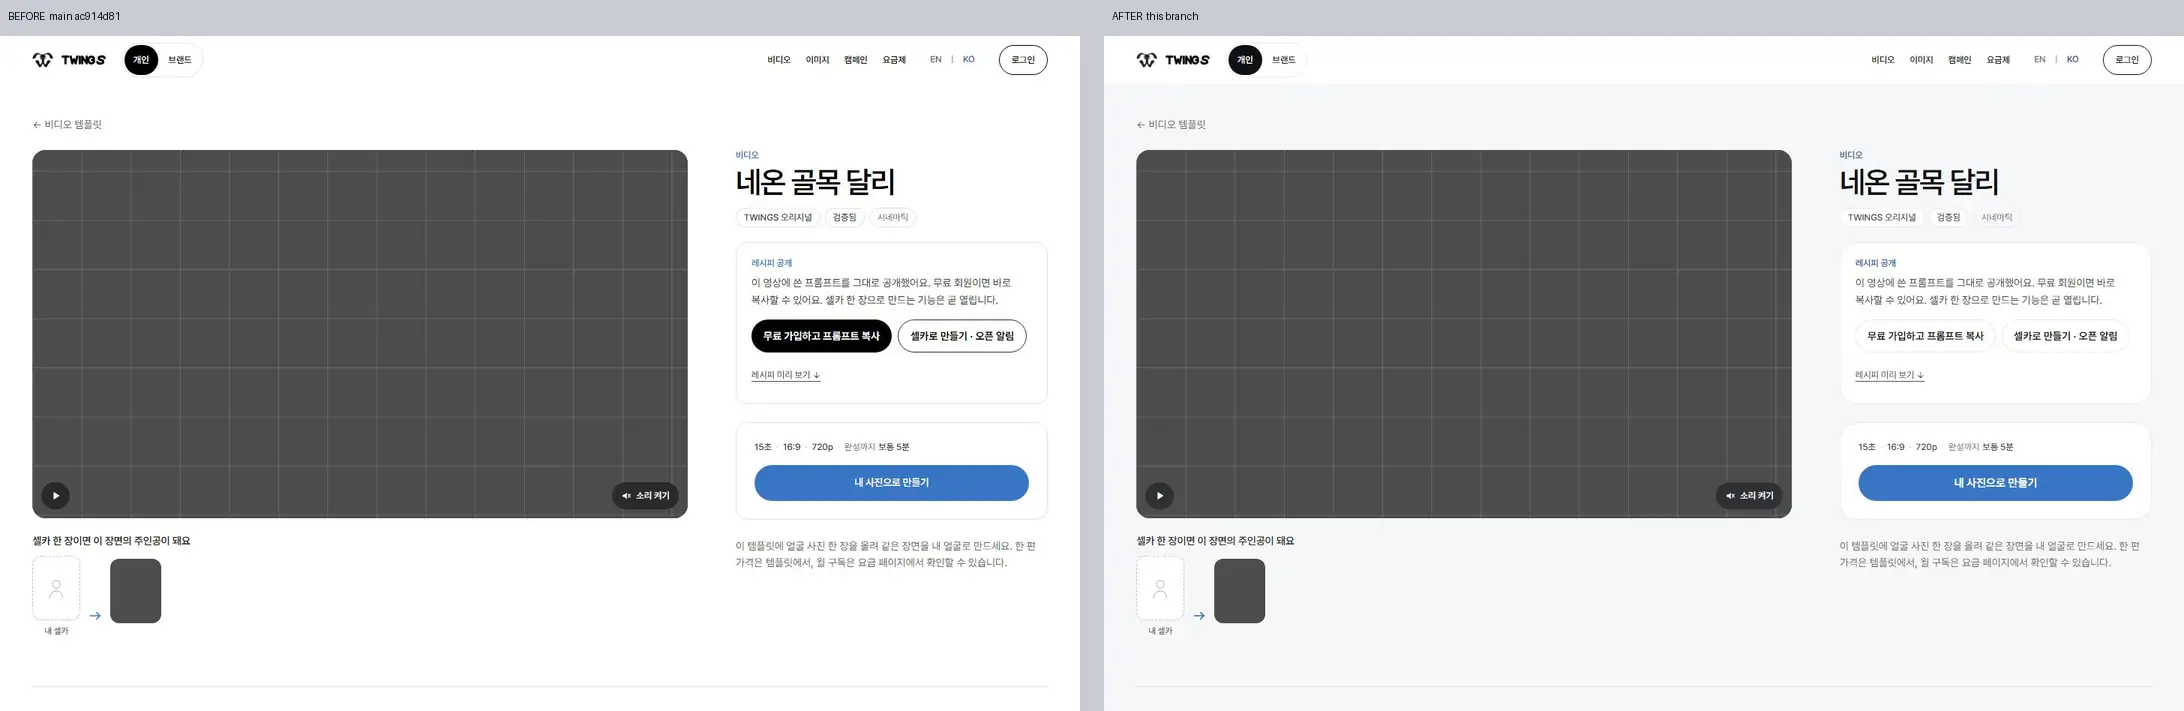 BEFORE main ac914d81
TWINGS
개인
브랜드
비디오
이미지
캠페인
요금제
EN | KO
로그인
← 비디오 템플릿
비디오
네온 골목 달리
TWINGS 오리지널
검증됨
시네마틱
레시피 공개
이 영상에 쓴 프롬프트를 그대로 공개했어요. 무료 회원이면 바로
복사할 수 있어요. 셀카 한 장으로 만드는 기능은 곧 열립니다.
무료 가입하고 프롬프트 복사
셀카로 만들기 · 오픈 알림
레시피 미리 보기 ↓
15초 · 16:9 · 720p · 완성까지 보통 5분
내 사진으로 만들기
소리 켜기
셀카 한 장이면 이 장면의 주인공이 돼요
→
내 셀카
이 템플릿에 얼굴 사진 한 장을 올려 같은 장면을 내 얼굴로 만드세요. 한 편
가격은 템플릿에서, 월 구독은 요금 페이지에서 확인할 수 있습니다.
AFTER this branch
TWINGS
개인
브랜드
비디오
이미지
캠페인
요금제
EN | KO
로그인
← 비디오 템플릿
비디오
네온 골목 달리
TWINGS 오리지널
검증됨
시네마틱
레시피 공개
이 영상에 쓴 프롬프트를 그대로 공개했어요. 무료 회원이면 바로
복사할 수 있어요. 셀카 한 장으로 만드는 기능은 곧 열립니다.
무료 가입하고 프롬프트 복사
셀카로 만들기 · 오픈 알림
레시피 미리 보기 ↓
15초 · 16:9 · 720p · 완성까지 보통 5분
내 사진으로 만들기
소리 켜기
셀카 한 장이면 이 장면의 주인공이 돼요
→
내 셀카
이 템플릿에 얼굴 사진 한 장을 올려 같은 장면을 내 얼굴로 만드세요. 한 편
가격은 템플릿에서, 월 구독은 요금 페이지에서 확인할 수 있습니다.